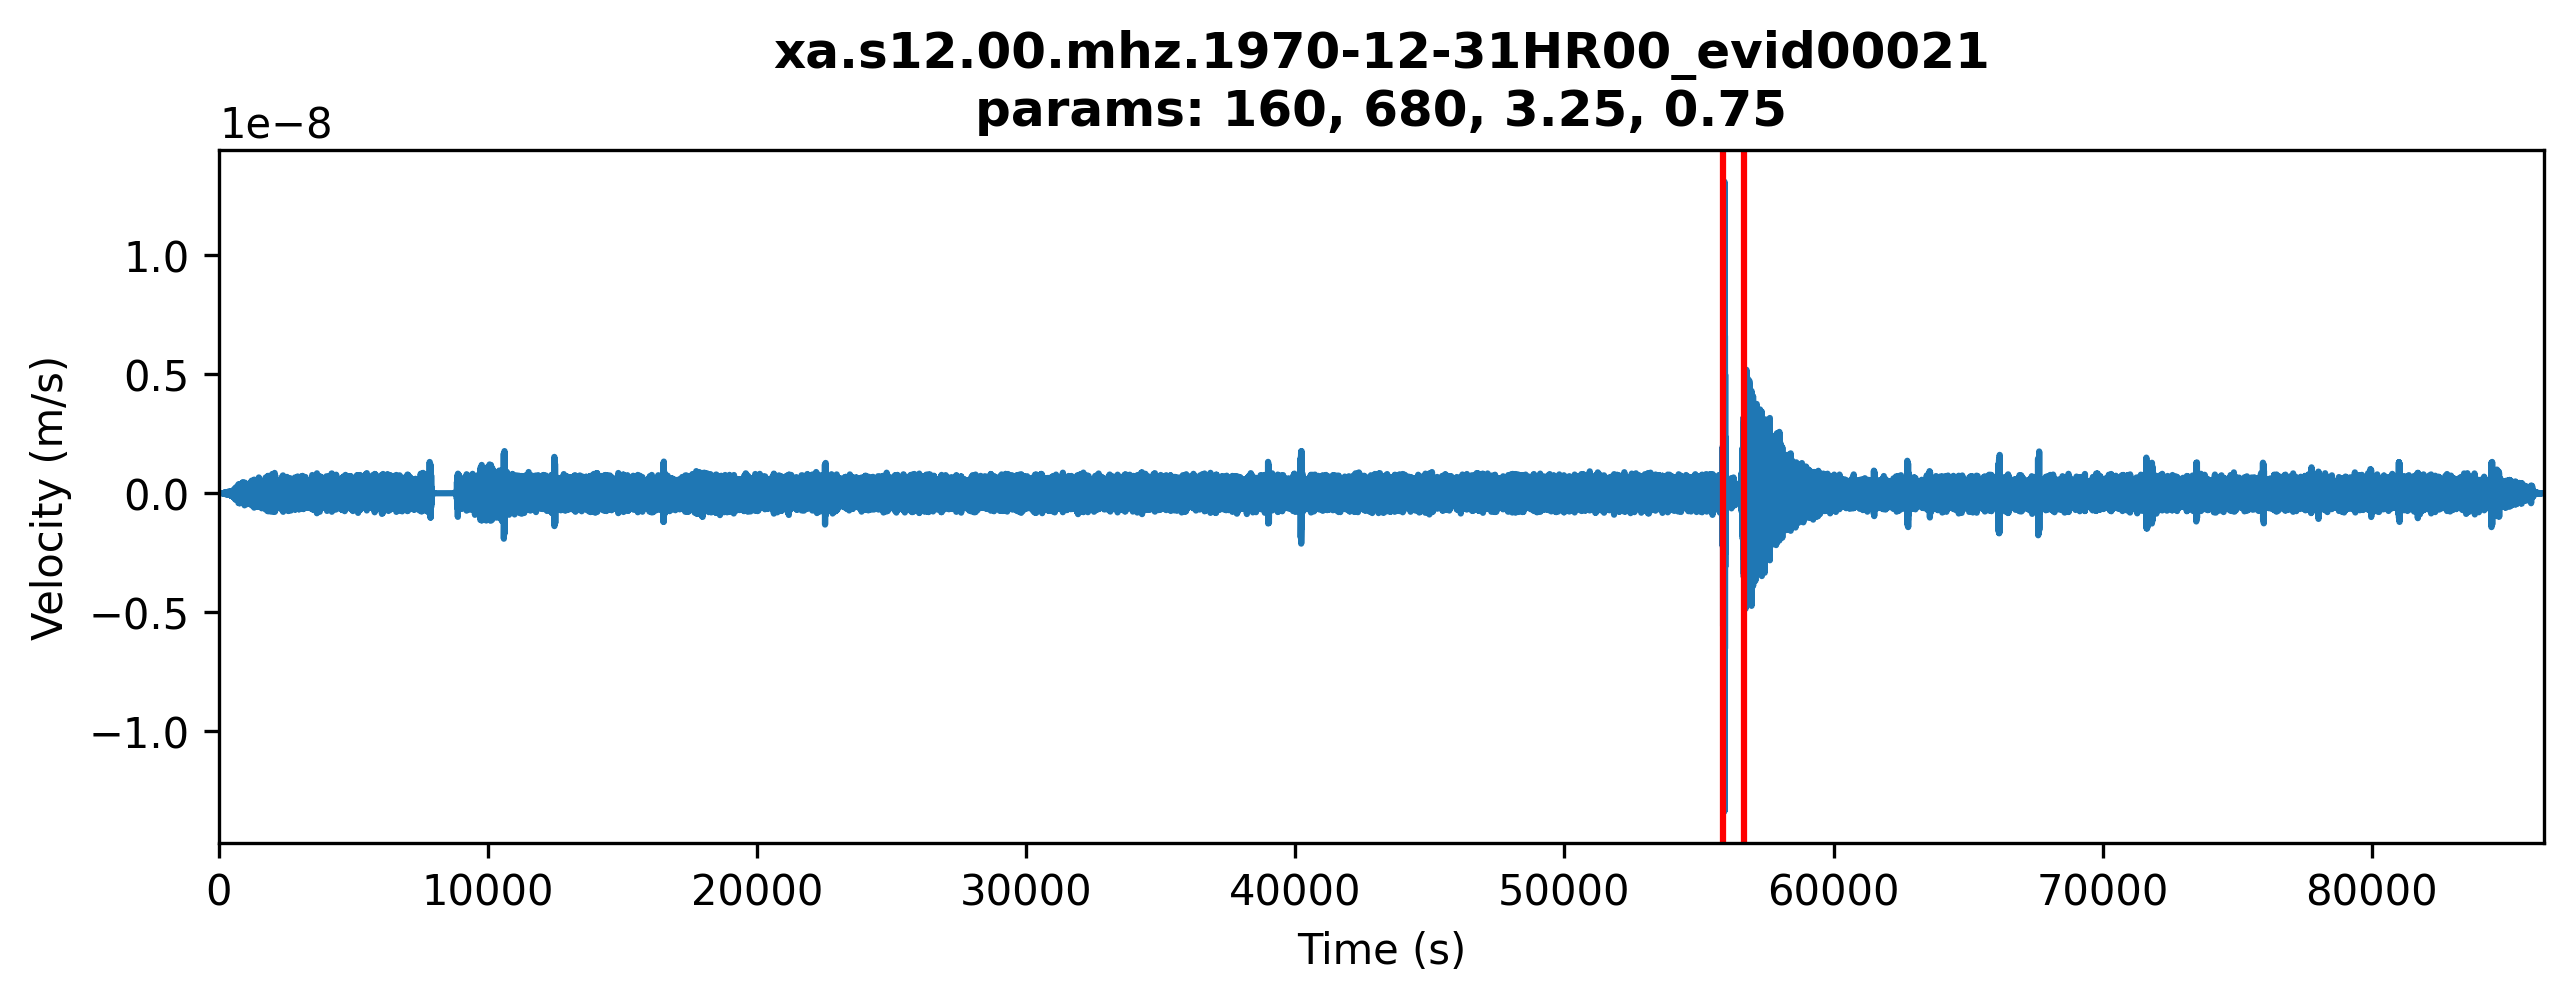 xa.s12.00.mhz.1970-12-31HR00_evid00021
params: 160, 680, 3.25, 0.75
1e−8
1.0
0.5
0.0
−0.5
−1.0
Velocity (m/s)
0 10000 20000 30000 40000 50000 60000 70000 80000
Time (s)